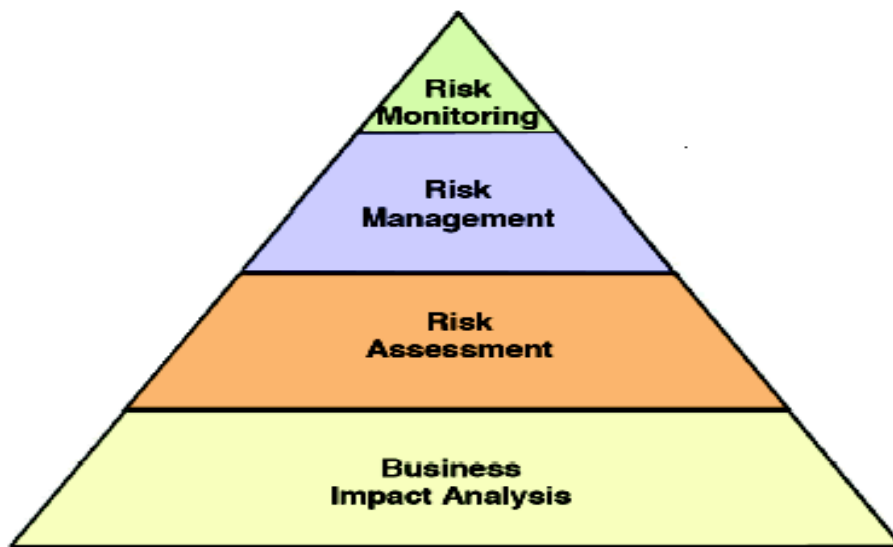 Risk
Monitoring
Risk
Management
Risk
Assessment
Business
Impact Analysis